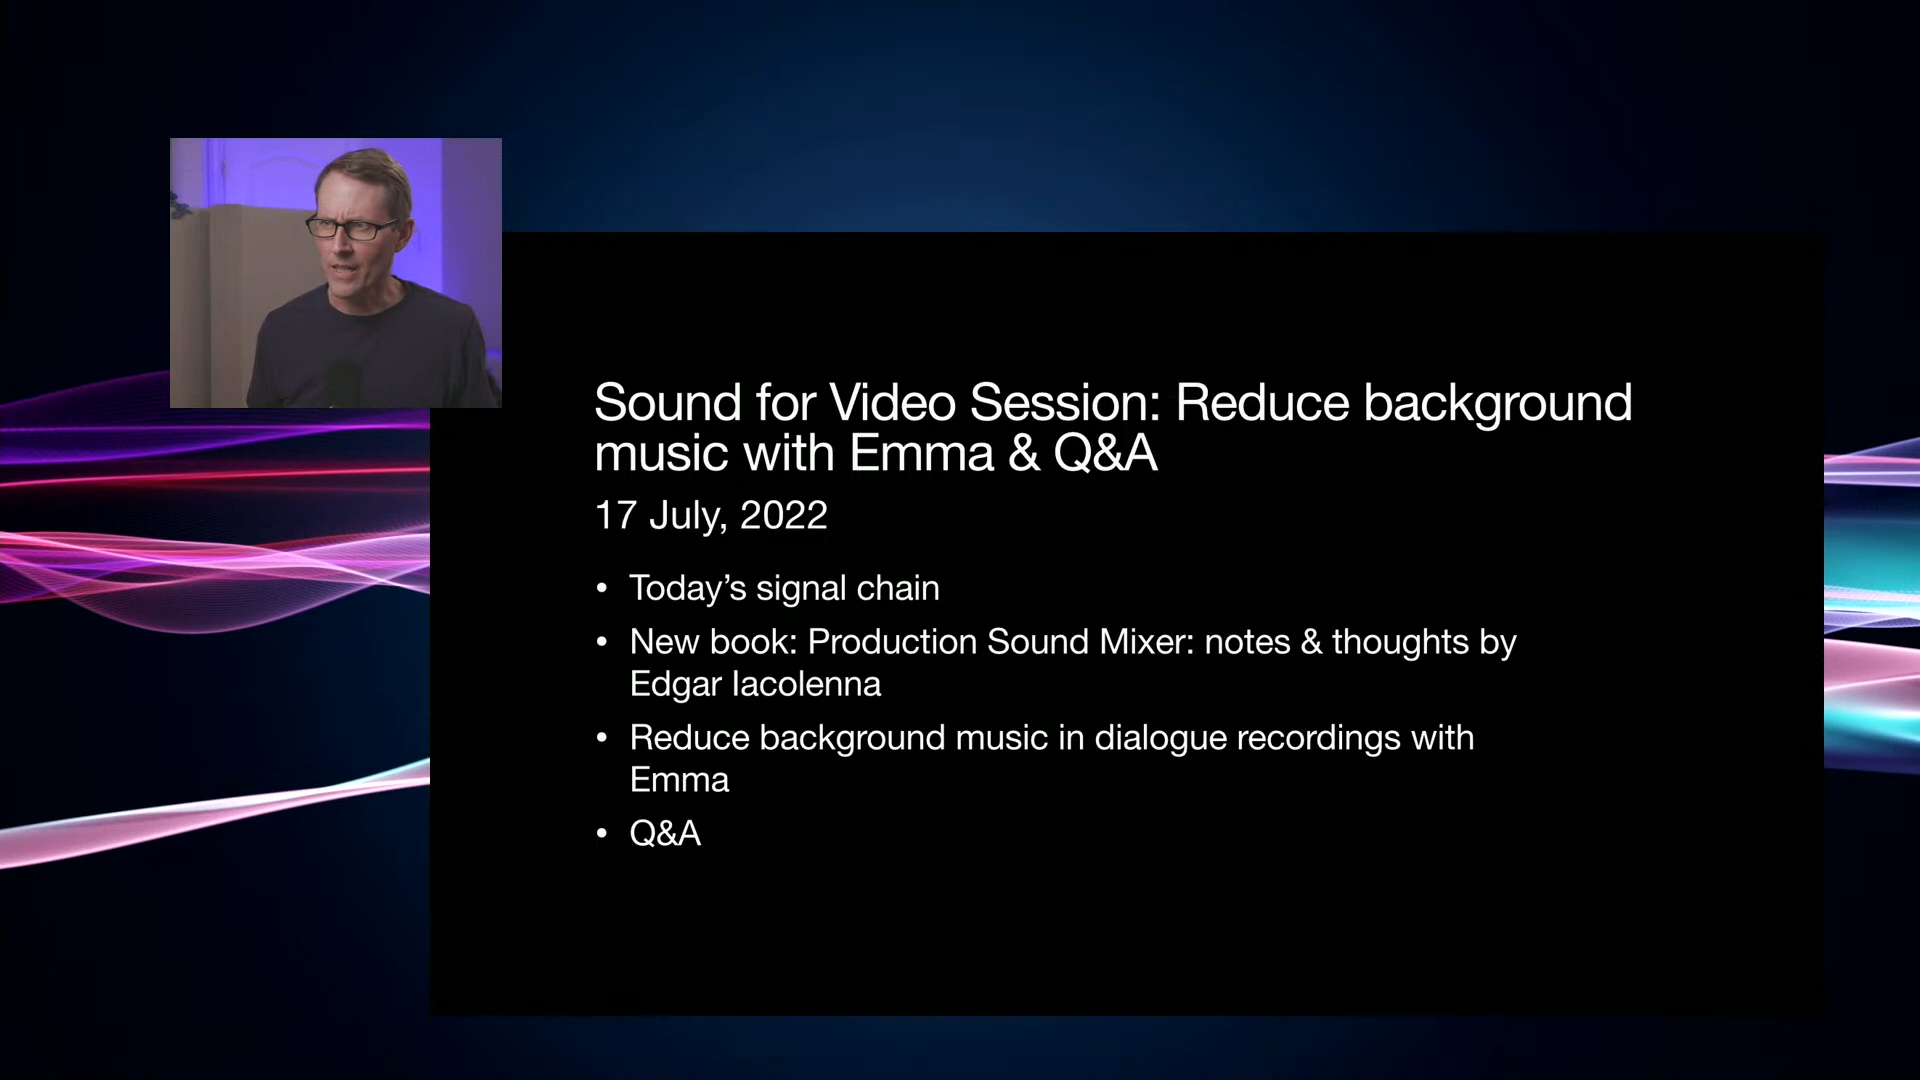 Sound for Video Session: Reduce background
music with Emma & Q&A
17 July, 2022
• Today’s signal chain
• New book: Production Sound Mixer: notes & thoughts by
Edgar Iacolenna
• Reduce background music in dialogue recordings with
Emma
• Q&A